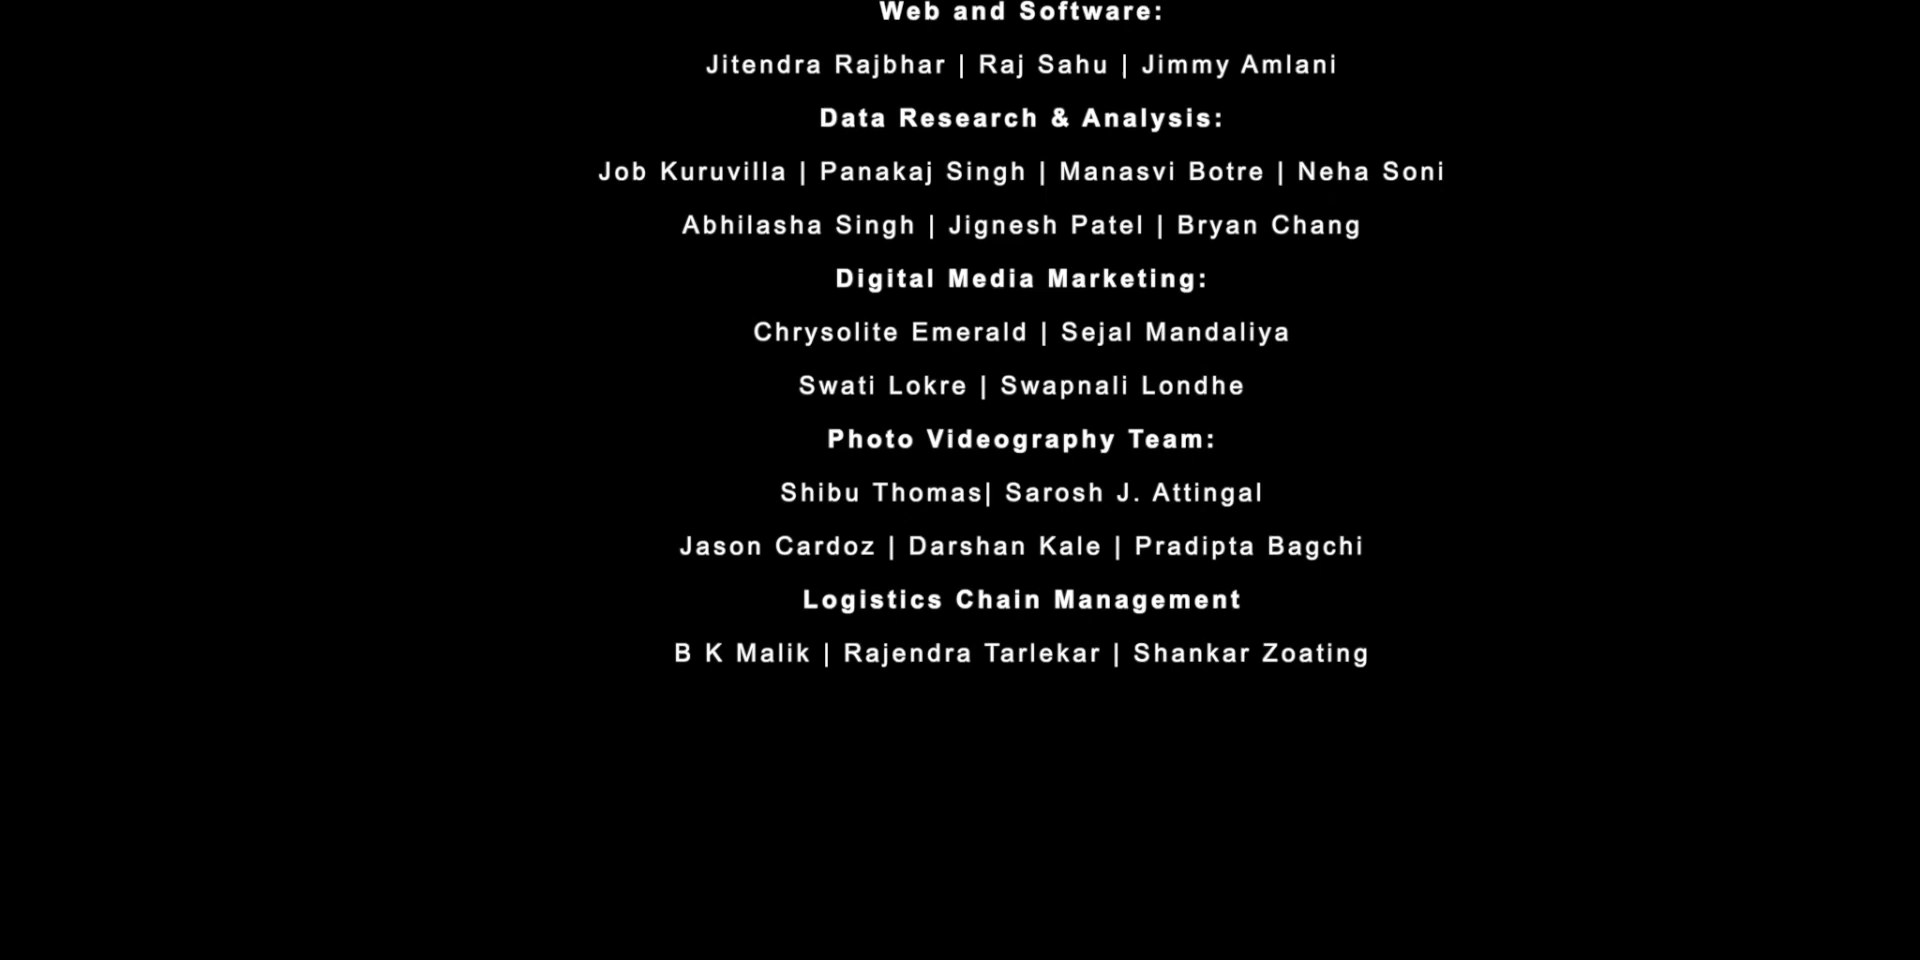 Web and Software:
Jitendra Rajbhar | Raj Sahu | Jimmy Amlani
Data Research & Analysis:
Job Kuruvilla | Panakaj Singh | Manasvi Botre | Neha Soni
Abhilasha Singh | Jignesh Patel | Bryan Chang
Digital Media Marketing:
Chrysolite Emerald | Sejal Mandaliya
Swati Lokre | Swapnali Londhe
Photo Videography Team:
Shibu Thomas| Sarosh J. Attingal
Jason Cardoz | Darshan Kale | Pradipta Bagchi
Logistics Chain Management
B K Malik | Rajendra Tarlekar | Shankar Zoating